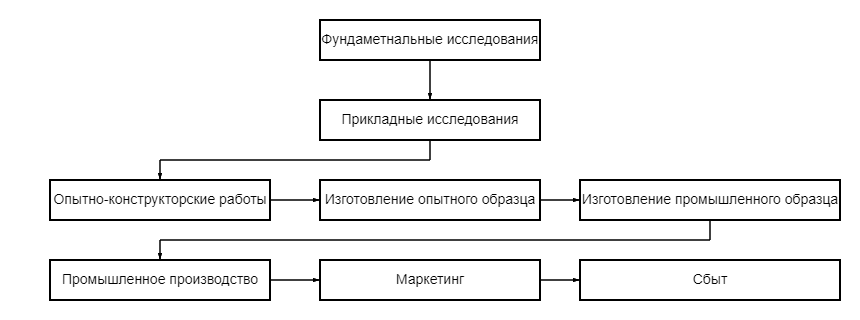 Фундаметнальные исследования
Прикладные исследования
Опытно-конструкторские работы
Изготовление опытного образца
Изготовление промышленного образца
Промышленное производство
Маркетинг
Сбыт